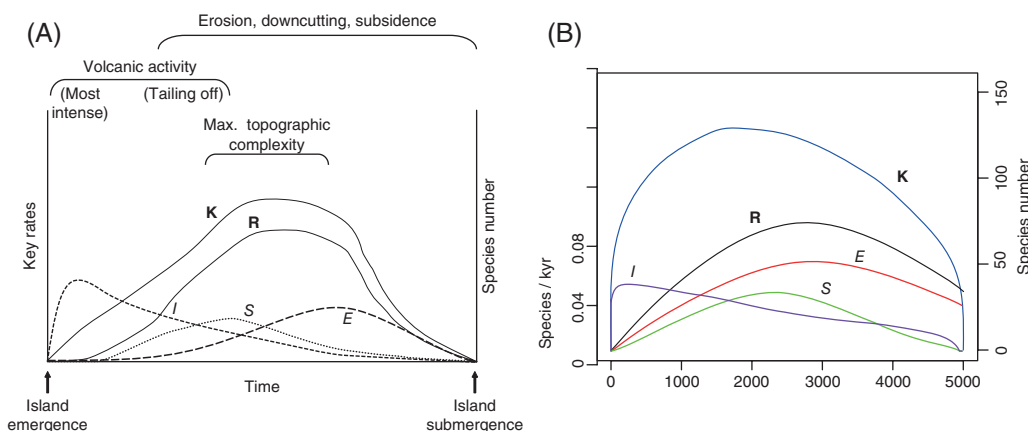 (A)
Erosion, downcutting, subsidence
Volcanic activity
(Most intense)
(Tailing off)
Max. topographic
complexity
Key rates
Species number
K
R
I
S
E
Time
Island
emergence
Island
submergence
(B)
Species / kyr
0
0.04
0.08
Species number
0
50
100
150
K
R
E
I
S
0 1000 2000 3000 4000 5000